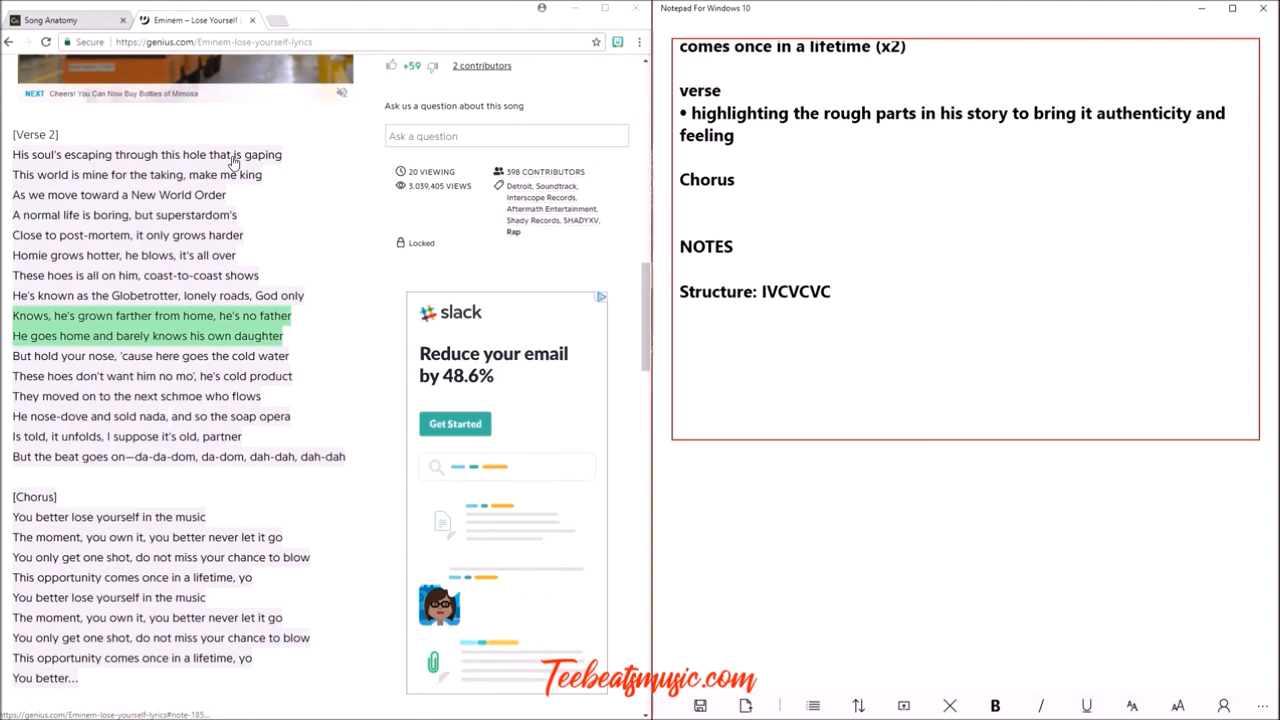 Song Anatomy
Eminem – Lose Yourself L
Secure
https://genius.com/Eminem-lose-yourself-lyrics
NEXT Cheers! You Can Now Buy Bottles of Mimosa
[Verse 2]
His soul's escaping through this hole that is gaping
This world is mine for the taking, make me king
As we move toward a New World Order
A normal life is boring, but superstardom's
Close to post-mortem, it only grows harder
Home grows hotter, he blows, it's all over
These hoes is all on him, coast-to-coast shows
He's known as the Globetrotter, lonely roads, God only
Knows, he's grown farther from home, he's no father
He goes home and barely knows his own daughter
But hold your nose, 'cause here goes the cold water
These hoes don't want him no mo', he's cold product
They moved on to the next schmoe who flows
He nose-dove and sold nada, and so the soap opera
Is told, it unfolds, I suppose it's old, partner
But the beat goes on—da-da-dom, da-dom, dah-dah, dah-dah
[Chorus]
You better lose yourself in the music
The moment, you own it, you better never let it go
You only get one shot, do not miss your chance to blow
This opportunity comes once in a lifetime, yo
You better lose yourself in the music
The moment, you own it, you better never let it go
You only get one shot, do not miss your chance to blow
This opportunity comes once in a lifetime, yo
You better...
https://genius.com/Eminem-lose-yourself-lyrics#note-185...
+59
2 contributors
Ask us a question about this song
Ask a question
20 VIEWING
3,039,405 VIEWS
Locked
398 CONTRIBUTORS
Detroit, Soundtrack,
Interscope Records,
Aftermath Entertainment,
Shady Records, SHADYXV,
Rap
slack
Reduce your email
by 48.6%
Get Started
Notepad For Windows 10
comes once in a lifetime (x2)
verse
• highlighting the rough parts in his story to bring it authenticity and
feeling
Chorus
NOTES
Structure: IVCVCVC
Teebeatsmusic.com
B I U A A